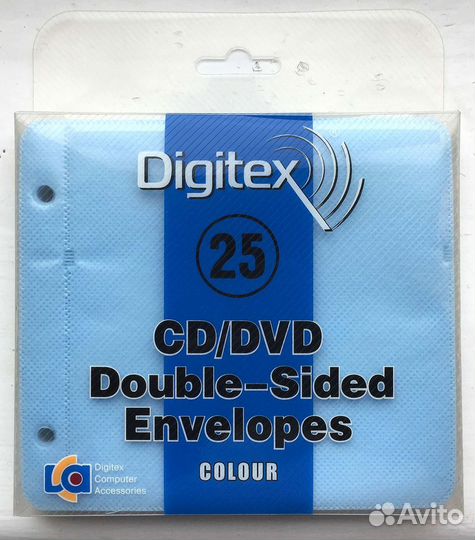 Digitex
25
CD/DVD
Double-Sided
Envelopes
COLOUR
Digitex
Computer
Accessories
Avito